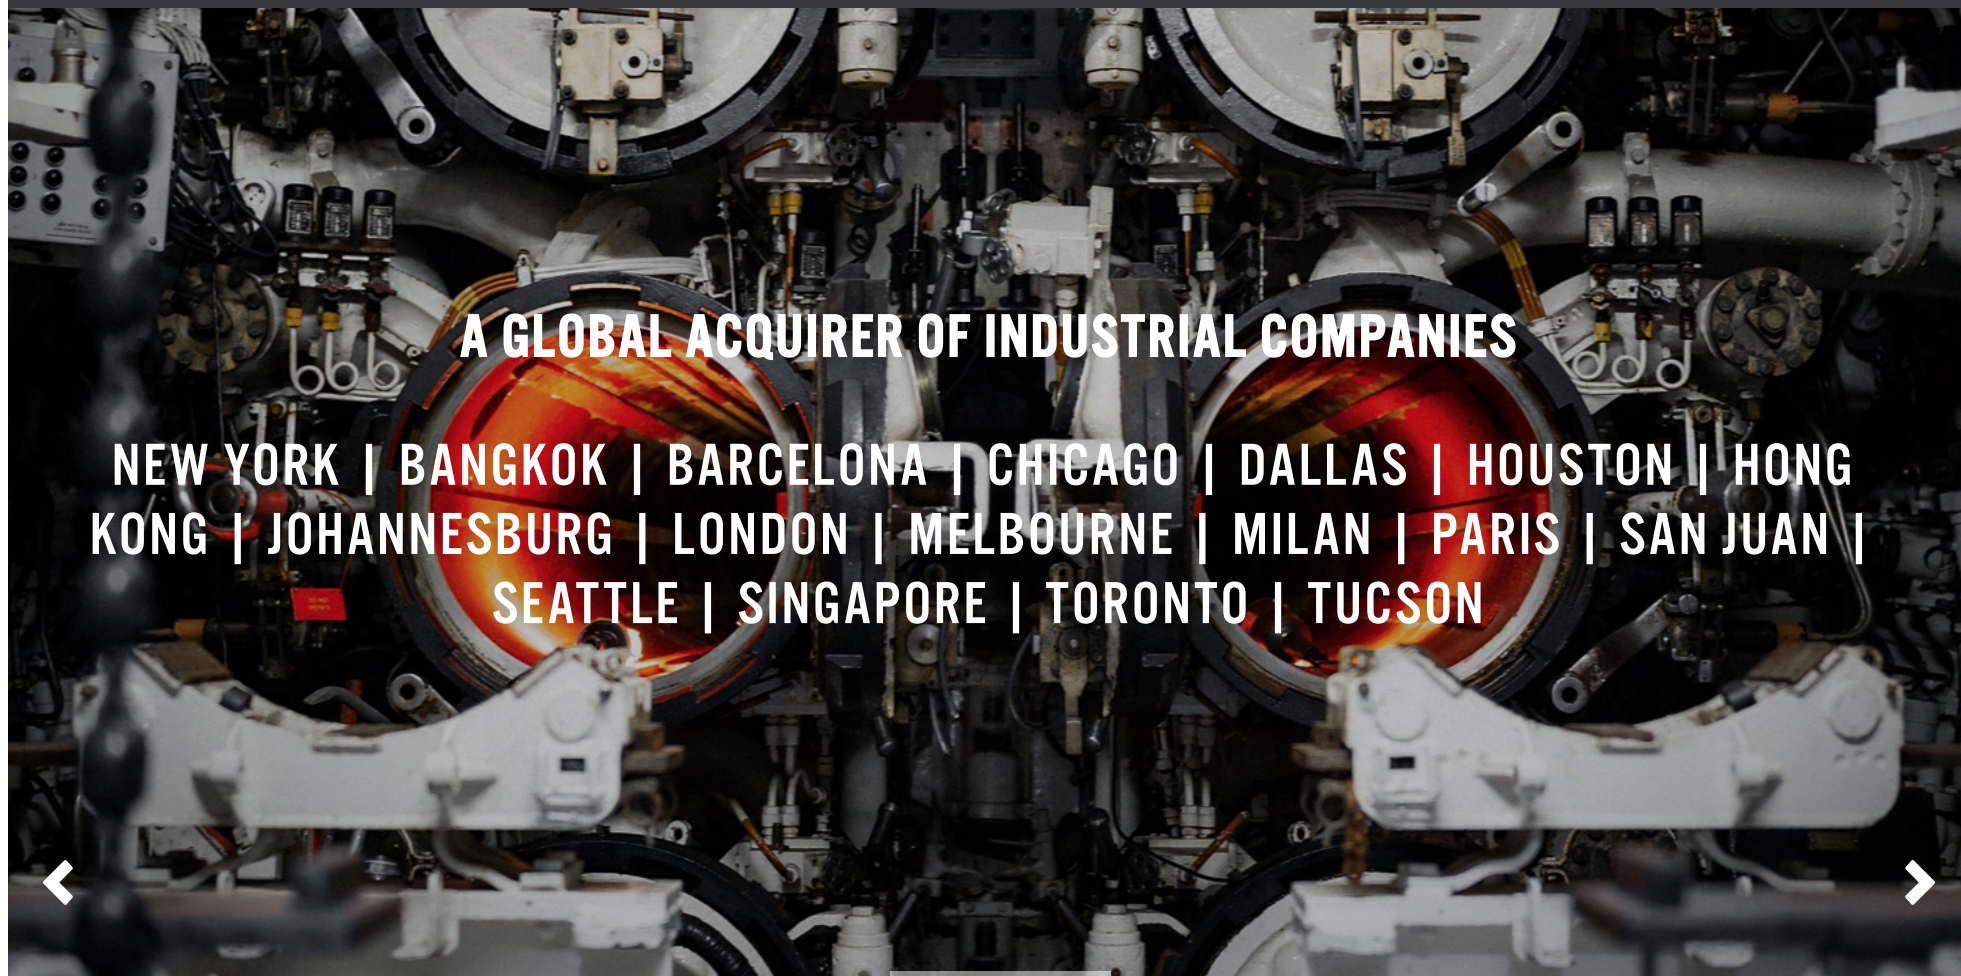 A GLOBAL ACQUIRER OF INDUSTRIAL COMPANIES
NEW YORK | BANGKOK | BARCELONA | CHICAGO | DALLAS | HOUSTON | HONG
KONG | JOHANNESBURG | LONDON | MELBOURNE | MILAN | PARIS | SAN JUAN |
SEATTLE | SINGAPORE | TORONTO | TUCSON